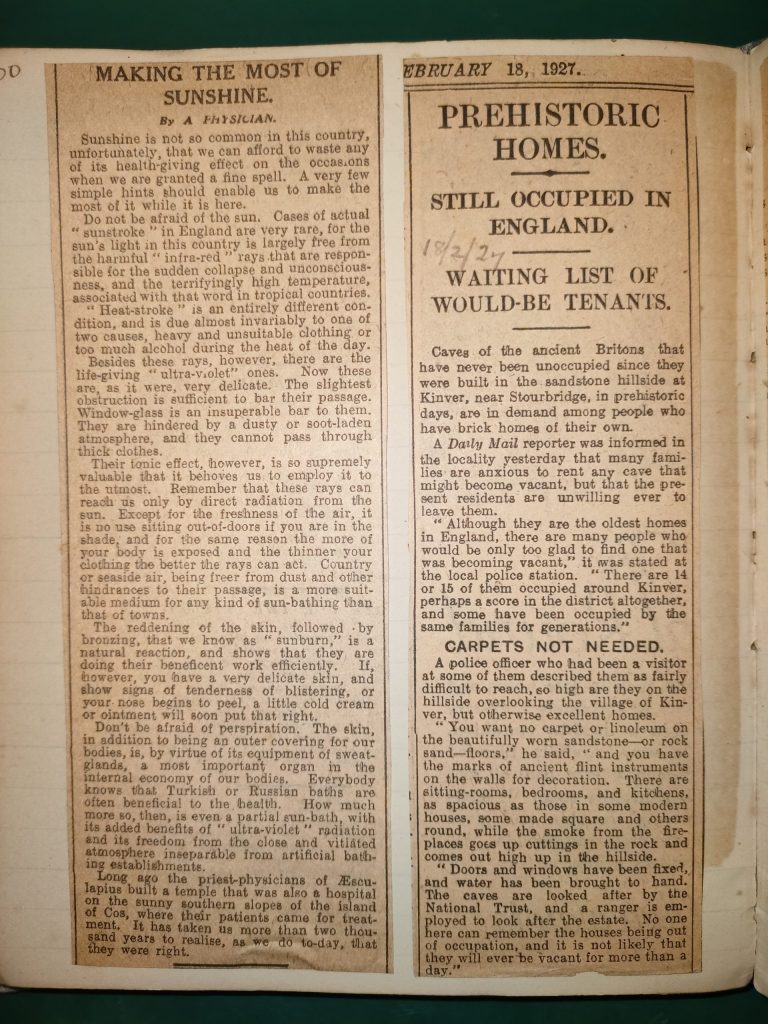 MAKING THE MOST OF
SUNSHINE.
By A PHYSICIAN.
Sunshine is not so common in this country,
unfortunately, that we can afford to waste any
of its health-giving effect on the occasions
when we are granted a fine spell. A very few
simple hints should enable us to make the
most of it while it is here.
Do not be afraid of the sun. Cases of actual
" sunstroke " in England are very rare, for the
sun's light in this country is largely free from
the harmful " infra-red " rays that are respon-
sible for the sudden collapse and unconscious-
ness, and the terrifyingly high temperature,
associated with that word in tropical countries.
" Heat-stroke " is an entirely different con-
dition, and is due almost invariably to one of
two causes, heavy and unsuitable clothing or
too much alcohol during the heat of the day.
Besides these rays, however, there are the
life-giving " ultra-violet " ones. Now these
are, as it were, very delicate. The slightest
obstruction is sufficient to bar their passage.
Window-glass is an insuperable bar to them.
They are hindered by a dusty or soot-laden
atmosphere, and they cannot pass through
thick clothes.
Their tonic effect, however, is so supremely
valuable that it behoves us to employ it to
the utmost. Remember that these rays can
reach us only by direct radiation from the
sun. Except for the freshness of the air, it
is no use sitting out-of-doors if you are in the
shade, and for the same reason the more of
your body is exposed and the thinner your
clothing the better the rays can act. Country
or seaside air, being freer from dust and other
hindrances to their passage, is a more suit-
able medium for any kind of sun-bathing than
that of towns.
The reddening of the skin, followed by
bronzing, that we know as " sunburn," is a
natural reaction, and shows that they are
doing their beneficent work efficiently. If,
however, you have a very delicate skin, and
show signs of tenderness of blistering, or
your nose begins to peel, a little cold cream
or ointment will soon put that right.
Don't be afraid of perspiration. The skin,
in addition to being an outer covering for our
bodies, is, by virtue of its equipment of sweat-
glands, a most important organ in the
internal economy of our bodies. Everybody
knows that Turkish or Russian baths are
often beneficial to the health. How much
more so, then, is even a partial sun-bath, with
its added benefits of " ultra-violet " radiation
and its freedom from the close and vitiated
atmosphere inseparable from artificial bath-
ing establishments.
Long ago the priest-physicians of Æscu-
lapius built a temple that was also a hospital
on the sunny southern slopes of the island
of Cos, where their patients came for treat-
ment. It has taken us more than two thou-
sand years to realise, as we do to-day, that
they were right.
EBRUARY 18, 1927.
PREHISTORIC
HOMES.
STILL OCCUPIED IN
ENGLAND.
18/2/27
WAITING LIST OF
WOULD-BE TENANTS.
Caves of the ancient Britons that
have never been unoccupied since they
were built in the sandstone hillside at
Kinver, near Stourbridge, in prehistoric
days, are in demand among people who
have brick homes of their own.
A Daily Mail reporter was informed in
the locality yesterday that many fami-
lies are anxious to rent any cave that
might become vacant, but that the pre-
sent residents are unwilling ever to
leave them.
" Although they are the oldest homes
in England, there are many people who
would be only too glad to find one that
was becoming vacant," it was stated at
the local police station. " There are 14
or 15 of them occupied around Kinver,
perhaps a score in the district altogether,
and some have been occupied by the
same families for generations."
CARPETS NOT NEEDED.
A police officer who had been a visitor
at some of them described them as fairly
difficult to reach, so high are they on the
hillside overlooking the village of Kin-
ver, but otherwise excellent homes.
" You want no carpet or linoleum on
the beautifully worn sandstone—or rock
sand—floors," he said, " and you have
the marks of ancient flint instruments
on the walls for decoration. There are
sitting-rooms, bedrooms, and kitchens,
as spacious as those in some modern
houses, some made square and others
round, while the smoke from the fire-
places goes up cuttings in the rock and
comes out high up in the hillside.
" Doors and windows have been fixed,
and water has been brought to hand.
The caves are looked after by the
National Trust, and a ranger is em-
ployed to look after the estate. No one
here can remember the houses being out
of occupation, and it is not likely that
they will ever be vacant for more than a
day."